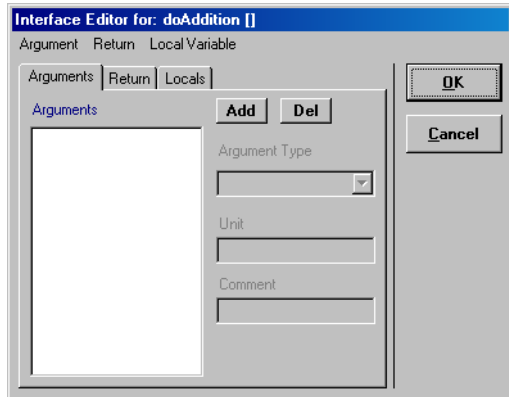 Interface Editor for: doAddition []
Argument Return Local Variable
Arguments Return Locals
Arguments
Add Del
Argument Type
Unit
Comment
OK
Cancel